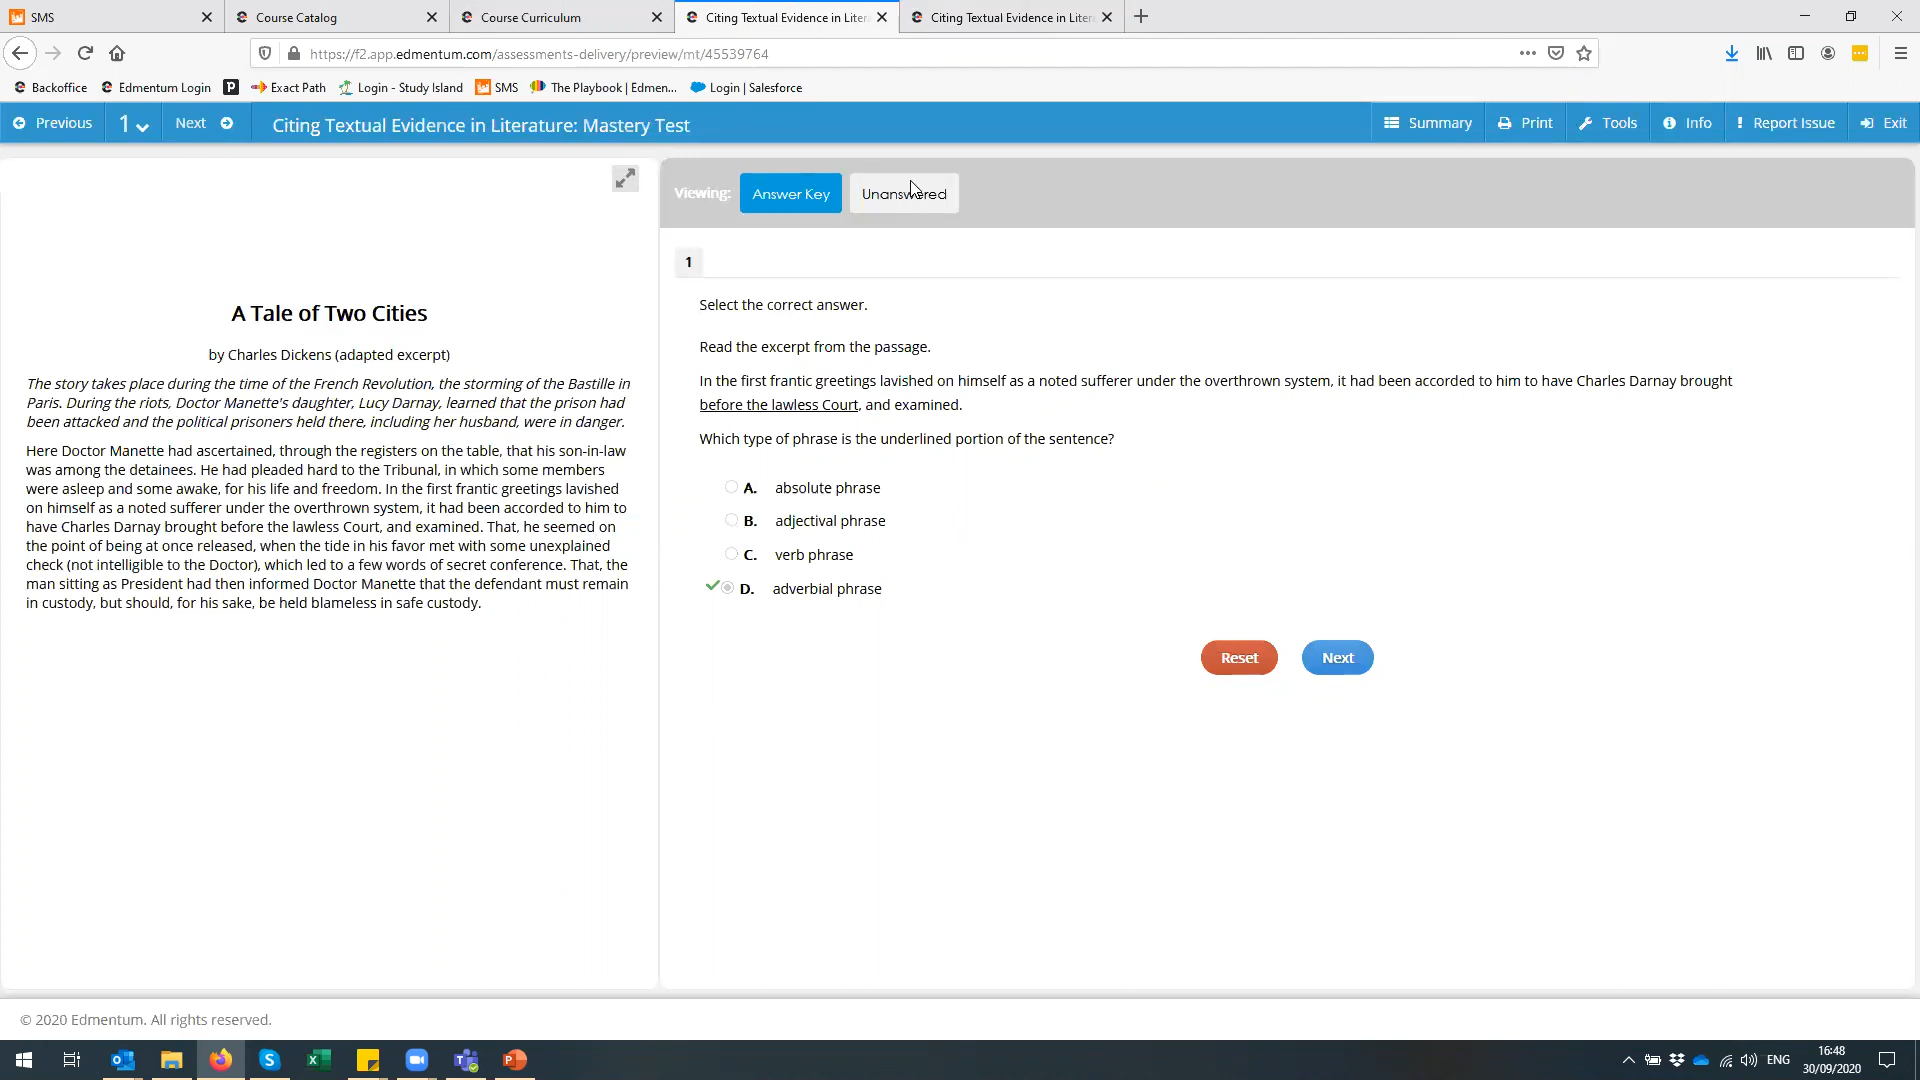 SMS
Course Catalog
Course Curriculum
Citing Textual Evidence in Litera
Citing Textual Evidence in Litera
https://f2.app.edmentum.com/assessments-delivery/preview/mt/45539764
Backoffice
Edmentum Login
Exact Path
Login - Study Island
SMS
The Playbook | Edmen...
Login | Salesforce
Previous
1
Next
Citing Textual Evidence in Literature: Mastery Test
Summary
Print
Tools
Info
Report Issue
Exit
A Tale of Two Cities
by Charles Dickens (adapted excerpt)
The story takes place during the time of the French Revolution, the storming of the Bastille in
Paris. During the riots, Doctor Manette's daughter, Lucy Darnay, learned that the prison had
been attacked and the political prisoners held there, including her husband, were in danger.
Here Doctor Manette had ascertained, through the registers on the table, that his son-in-law
was among the detainees. He had pleaded hard to the Tribunal, in which some members
were asleep and some awake, for his life and freedom. In the first frantic greetings lavished
on himself as a noted sufferer under the overthrown system, it had been accorded to him to
have Charles Darnay brought before the lawless Court, and examined. That, he seemed on
the point of being at once released, when the tide in his favor met with some unexplained
check (not intelligible to the Doctor), which led to a few words of secret conference. That, the
man sitting as President had then informed Doctor Manette that the defendant must remain
in custody, but should, for his sake, be held blameless in safe custody.
Viewing:
Answer Key
Unanswered
1
Select the correct answer.
Read the excerpt from the passage.
In the first frantic greetings lavished on himself as a noted sufferer under the overthrown system, it had been accorded to him to have Charles Darnay brought
before the lawless Court, and examined.
Which type of phrase is the underlined portion of the sentence?
A. absolute phrase
B. adjectival phrase
C. verb phrase
D. adverbial phrase
Reset
Next
© 2020 Edmentum. All rights reserved.
ENG
16:48
30/09/2020